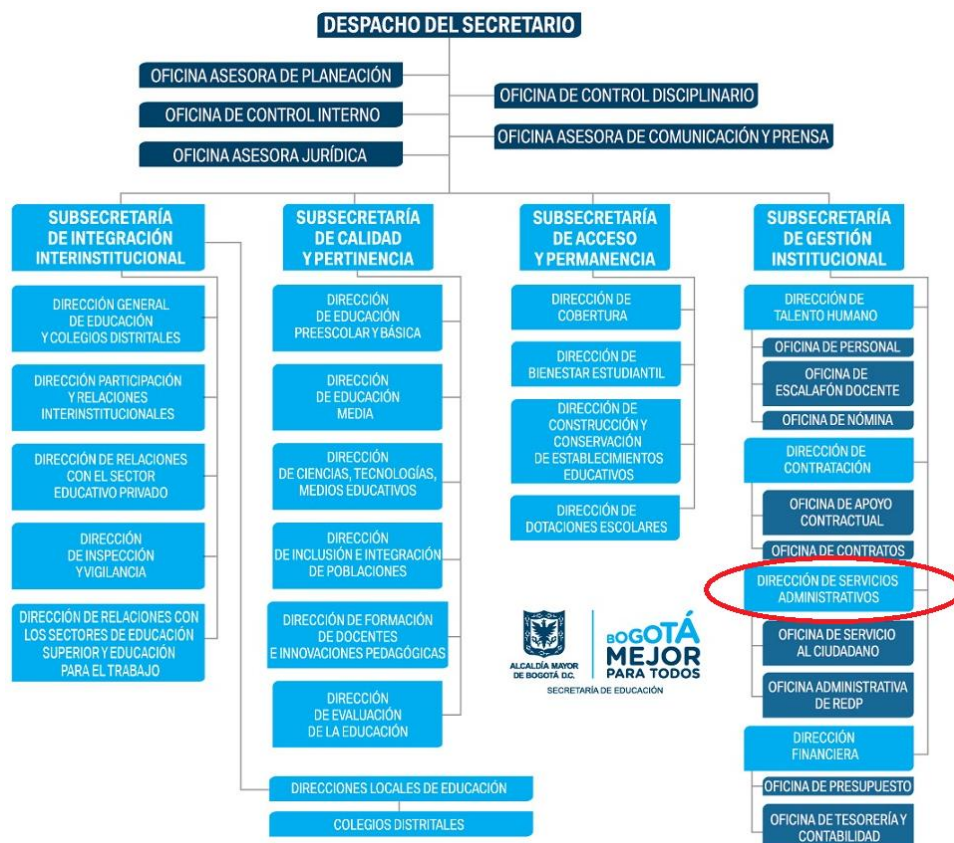 DESPACHO DEL SECRETARIO
OFICINA ASESORA DE PLANEACIÓN
OFICINA DE CONTROL INTERNO
OFICINA ASESORA JURÍDICA
OFICINA DE CONTROL DISCIPLINARIO
OFICINA ASESORA DE COMUNICACIÓN Y PRENSA
SUBSECRETARÍA
DE INTEGRACIÓN
INTERINSTITUCIONAL
DIRECCIÓN GENERAL
DE EDUCACIÓN
Y COLEGIOS DISTRITALES
DIRECCIÓN PARTICIPACIÓN
Y RELACIONES
INTERINSTITUCIONALES
DIRECCIÓN DE RELACIONES
CON EL SECTOR
EDUCATIVO PRIVADO
DIRECCIÓN
DE INSPECCIÓN
Y VIGILANCIA
DIRECCIÓN DE RELACIONES CON
LOS SECTORES DE EDUCACIÓN
SUPERIOR Y EDUCACIÓN
PARA EL TRABAJO
SUBSECRETARÍA
DE CALIDAD
Y PERTINENCIA
DIRECCIÓN
DE EDUCACIÓN
PREESCOLAR Y BÁSICA
DIRECCIÓN
DE EDUCACIÓN
MEDIA
DIRECCIÓN
DE CIENCIAS, TECNOLOGÍAS,
MEDIOS EDUCATIVOS
DIRECCIÓN
DE INCLUSIÓN E INTEGRACIÓN
DE POBLACIONES
DIRECCIÓN DE FORMACIÓN
DE DOCENTES
E INNOVACIONES PEDAGÓGICAS
DIRECCIÓN
DE EVALUACIÓN
DE LA EDUCACIÓN
DIRECCIONES LOCALES DE EDUCACIÓN
COLEGIOS DISTRITALES
SUBSECRETARÍA
DE ACCESO
Y PERMANENCIA
DIRECCIÓN DE
COBERTURA
DIRECCIÓN DE
BIENESTAR ESTUDIANTIL
DIRECCIÓN DE
CONSTRUCCIÓN Y
CONSERVACIÓN
DE ESTABLECIMIENTOS
EDUCATIVOS
DIRECCIÓN DE
DOTACIONES ESCOLARES
ALCALDÍA MAYOR
DE BOGOTÁ D.C.
BOGOTÁ
MEJOR
PARA TODOS
SECRETARÍA DE EDUCACIÓN
SUBSECRETARÍA
DE GESTIÓN
INSTITUCIONAL
DIRECCIÓN DE
TALENTO HUMANO
OFICINA DE PERSONAL
OFICINA DE
ESCALAFÓN DOCENTE
OFICINA DE NÓMINA
DIRECCIÓN DE
CONTRATACIÓN
OFICINA DE APOYO
CONTRACTUAL
OFICINA DE CONTRATOS
DIRECCIÓN DE SERVICIOS
ADMINISTRATIVOS
OFICINA DE SERVICIO
AL CIUDADANO
OFICINA ADMINISTRATIVA
DE REDP
DIRECCIÓN
FINANCIERA
OFICINA DE PRESUPUESTO
OFICINA DE TESORERÍA Y
CONTABILIDAD